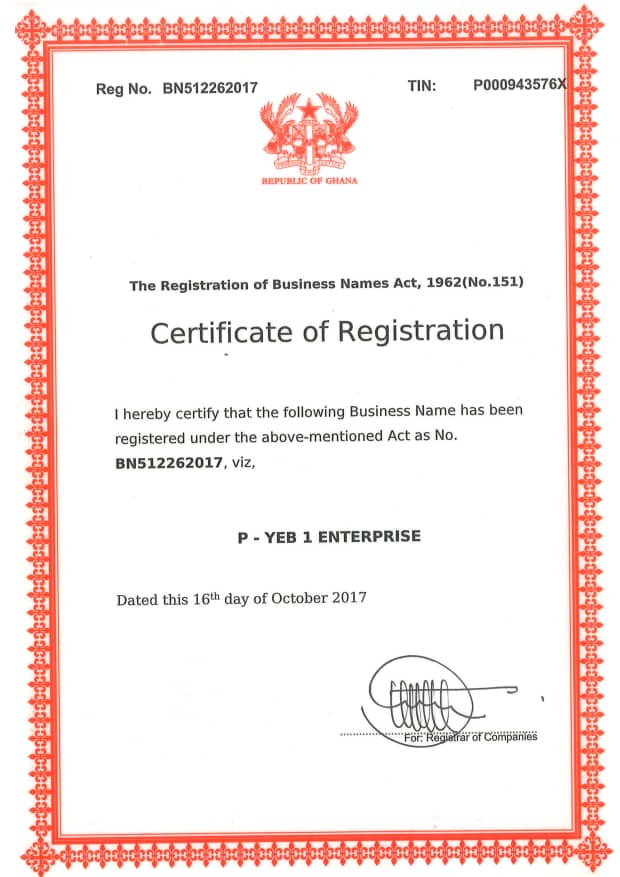 Reg No. BN512262017
TIN: P000943576X
REPUBLIC OF GHANA
The Registration of Business Names Act, 1962(No.151)
Certificate of Registration
I hereby certify that the following Business Name has been
registered under the above-mentioned Act as No.
BN512262017, viz,
P - YEB 1 ENTERPRISE
Dated this 16th day of October 2017
For: Registrar of Companies